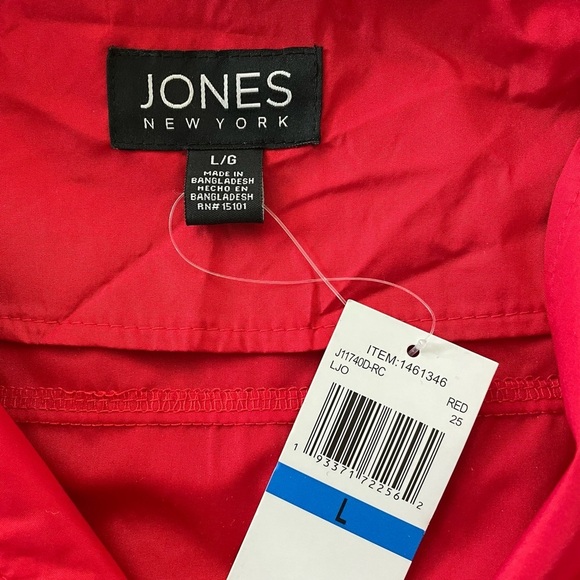 JONES
NEW YORK
L/G
MADE IN
BANGLADESH
HECHO EN
BANGLADESH
RN# 15101
ITEM:1461346
J11740D-RC
LJO
RED
25
1 93371 72256 2
L